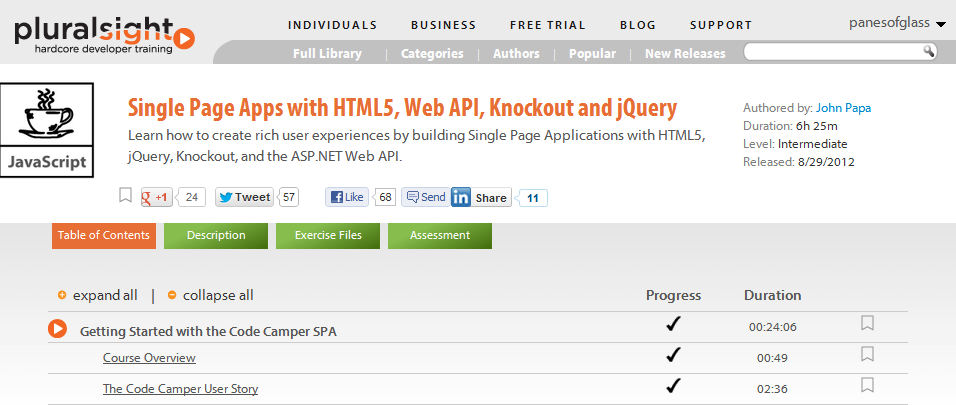 pluralsight
hardcore developer training
INDIVIDUALS BUSINESS FREE TRIAL BLOG SUPPORT
panesofglass
Full Library | Categories | Authors | Popular | New Releases
JavaScript
Single Page Apps with HTML5, Web API, Knockout and jQuery
Learn how to create rich user experiences by building Single Page Applications with HTML5,
jQuery, Knockout, and the ASP.NET Web API.
Authored by: John Papa
Duration: 6h 25m
Level: Intermediate
Released: 8/29/2012
g +1 24 Tweet 57 f Like 68 Send in Share 11
Table of Contents Description Exercise Files Assessment
expand all | collapse all Progress Duration
Getting Started with the Code Camper SPA 00:24:06
Course Overview 00:49
The Code Camper User Story 02:36